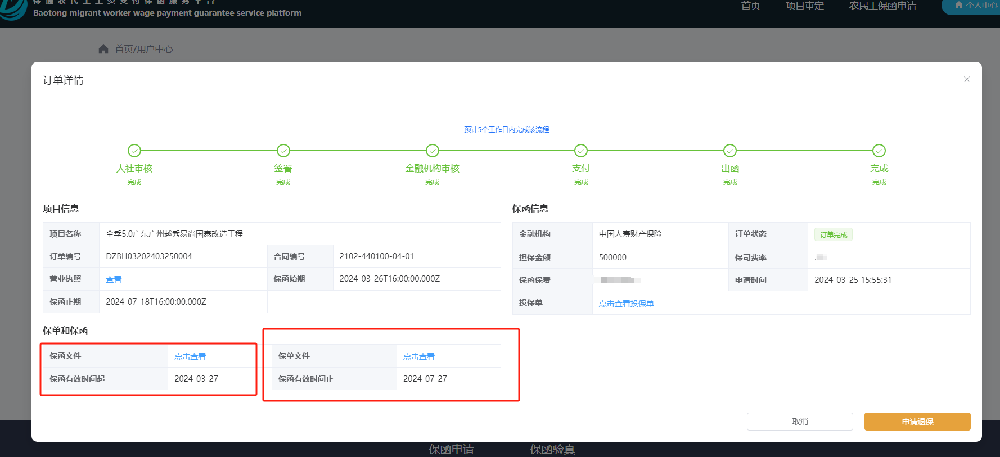 保通农民工工资支付保函服务平台
Baotong migrant worker wage payment guarantee service platform
首页
项目审定
农民工保函申请
个人中心
首页/用户中心
订单详情
预计5个工作日内完成该流程
人社审核
签署
金融机构审核
支付
出函
完成
完成
完成
完成
完成
完成
完成
项目信息
项目名称 全季5.0广东广州越秀易尚国泰改造工程
订单编号 DZBH03202403250004 合同编号 2102-440100-04-01
营业执照 查看 保函始期 2024-03-26T16:00:00.000Z
保函止期 2024-07-18T16:00:00.000Z
保函信息
金融机构 中国人寿财产保险 订单状态 订单完成
担保金额 500000 保司费率
保函保费 申请时间 2024-03-25 15:55:31
投保单 点击查看投保单
保单和保函
保函文件 点击查看 保单文件 点击查看
保函有效时间起 2024-03-27 保函有效时间止 2024-07-27
取消
申请退保
保函申请
保函验真